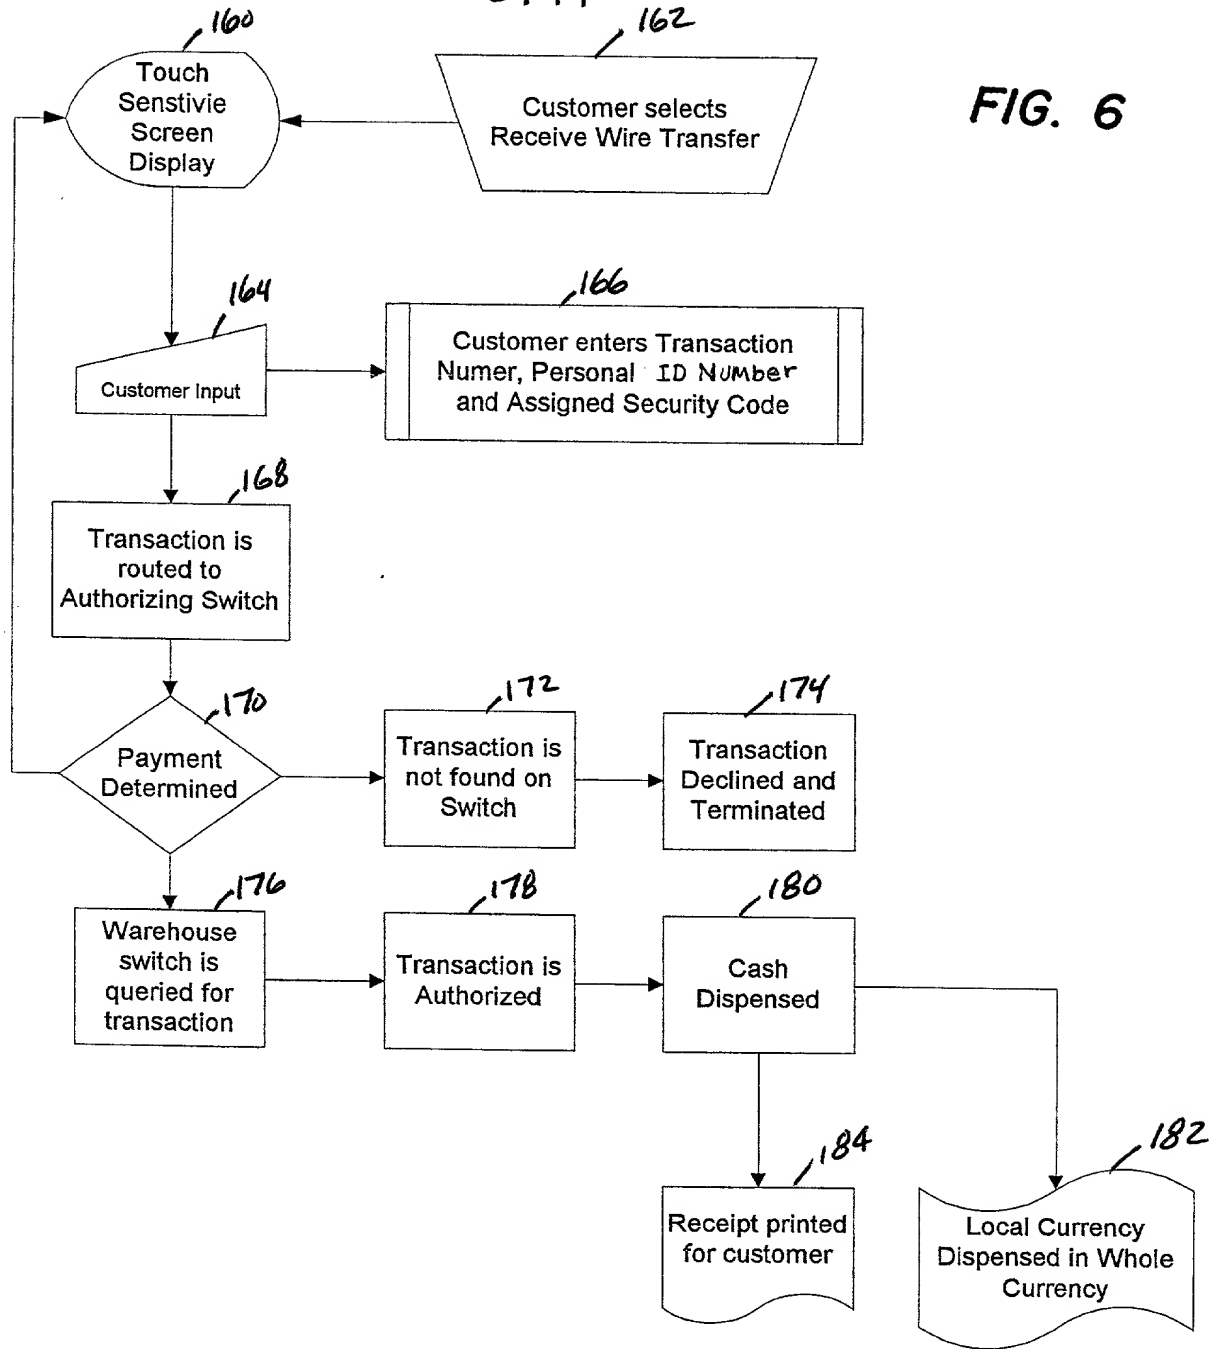 160
162
Touch
Senstivie
Screen
Display
Customer selects
Receive Wire Transfer
FIG. 6
164
166
Customer Input
Customer enters Transaction
Numer, Personal ID Number
and Assigned Security Code
168
Transaction is
routed to
Authorizing Switch
170
172
174
Payment
Determined
Transaction is
not found on
Switch
Transaction
Declined and
Terminated
176
178
180
Warehouse
switch is
queried for
transaction
Transaction is
Authorized
Cash
Dispensed
184
182
Receipt printed
for customer
Local Currency
Dispensed in Whole
Currency